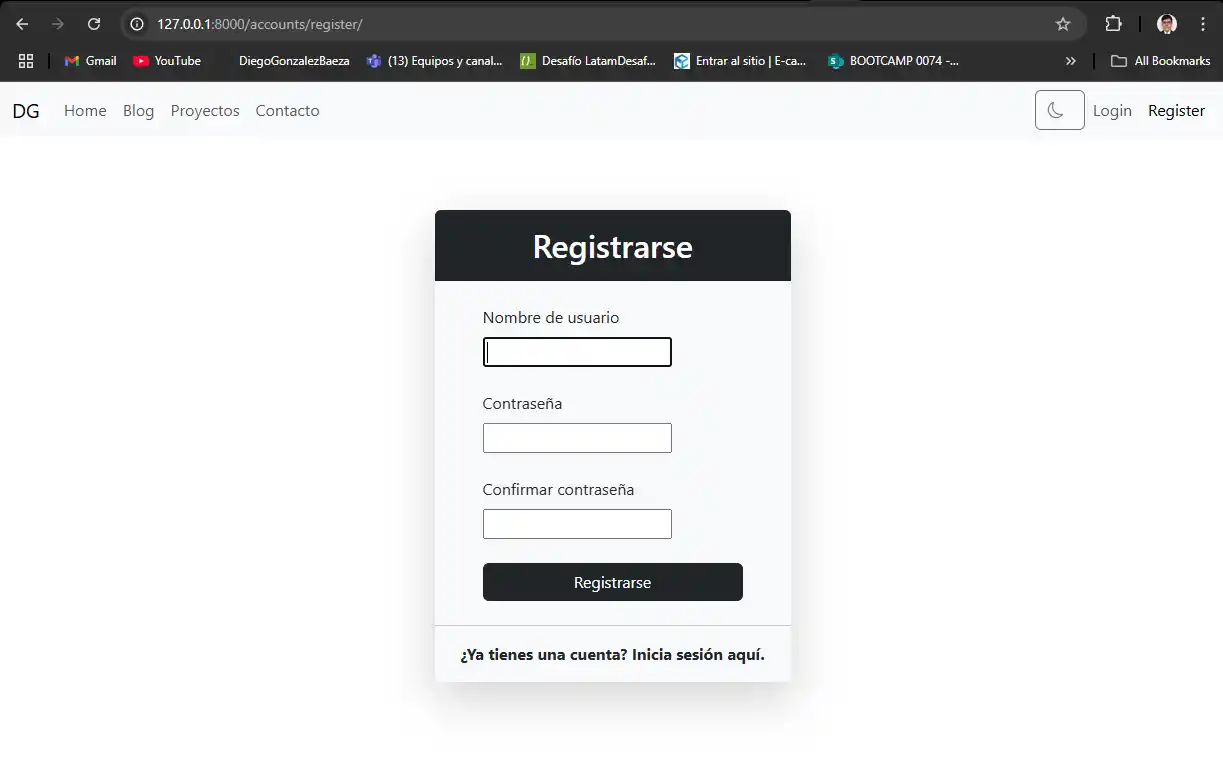 127.0.0.1:8000/accounts/register/
Gmail YouTube DiegoGonzalezBaeza (13) Equipos y canal... Desafío LatamDesaf... Entrar al sitio | E-ca... BOOTCAMP 0074 -... » All Bookmarks
DG Home Blog Proyectos Contacto Login Register
Registrarse
Nombre de usuario
Contraseña
Confirmar contraseña
Registrarse
¿Ya tienes una cuenta? Inicia sesión aquí.